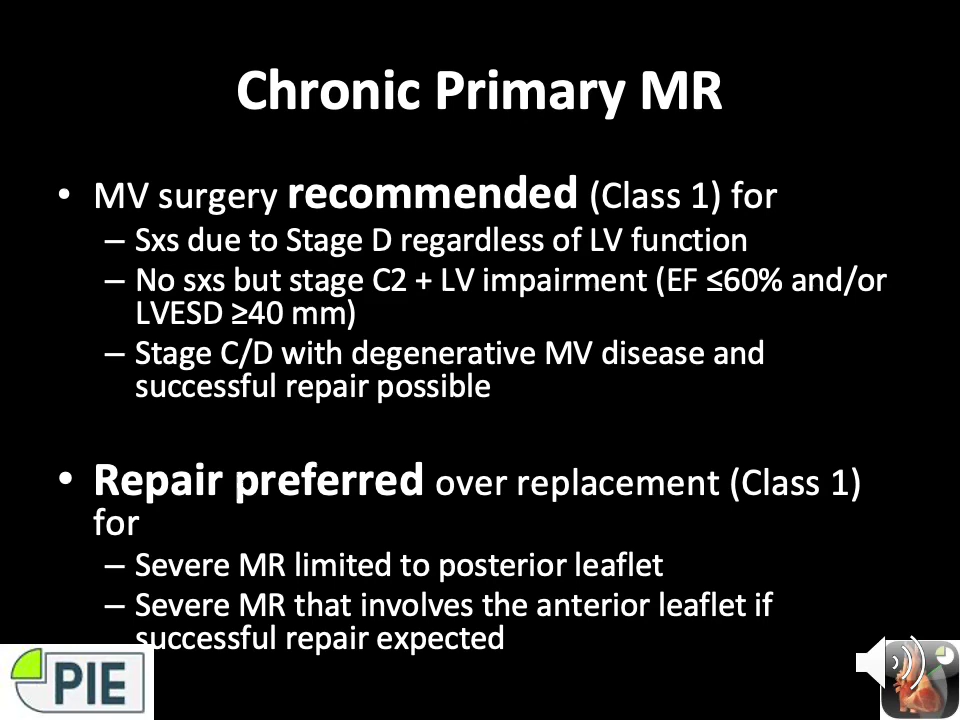 Chronic Primary MR
• MV surgery recommended (Class 1) for
– Sxs due to Stage D regardless of LV function
– No sxs but stage C2 + LV impairment (EF ≤60% and/or
LVESD ≥40 mm)
– Stage C/D with degenerative MV disease and
successful repair possible
• Repair preferred over replacement (Class 1)
for
– Severe MR limited to posterior leaflet
– Severe MR that involves the anterior leaflet if
successful repair expected
PIE